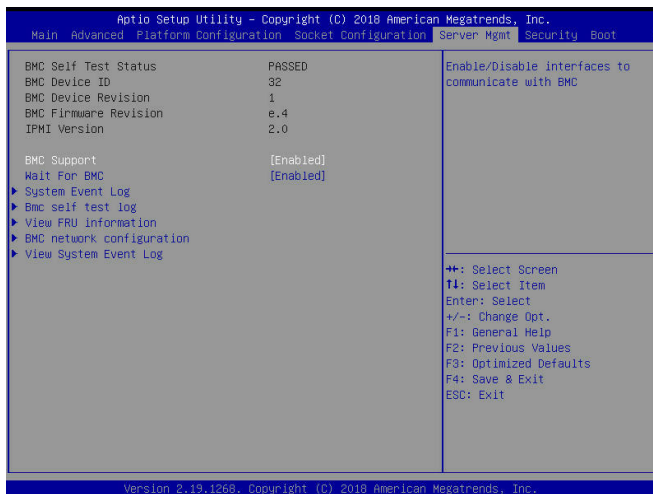 Aptio Setup Utility – Copyright (C) 2018 American Megatrends, Inc.
Main Advanced Platform Configuration Socket Configuration Server Mgmt Security Boot
BMC Self Test Status PASSED
BMC Device ID 32
BMC Device Revision 1
BMC Firmware Revision e.4
IPMI Version 2.0
BMC Support [Enabled]
Wait For BMC [Enabled]
System Event Log
Bmc self test log
View FRU information
BMC network configuration
View System Event Log
Enable/Disable interfaces to
communicate with BMC
→←: Select Screen
↑↓: Select Item
Enter: Select
+/-: Change Opt.
F1: General Help
F2: Previous Values
F3: Optimized Defaults
F4: Save & Exit
ESC: Exit
Version 2.19.1268. Copyright (C) 2018 American Megatrends, Inc.